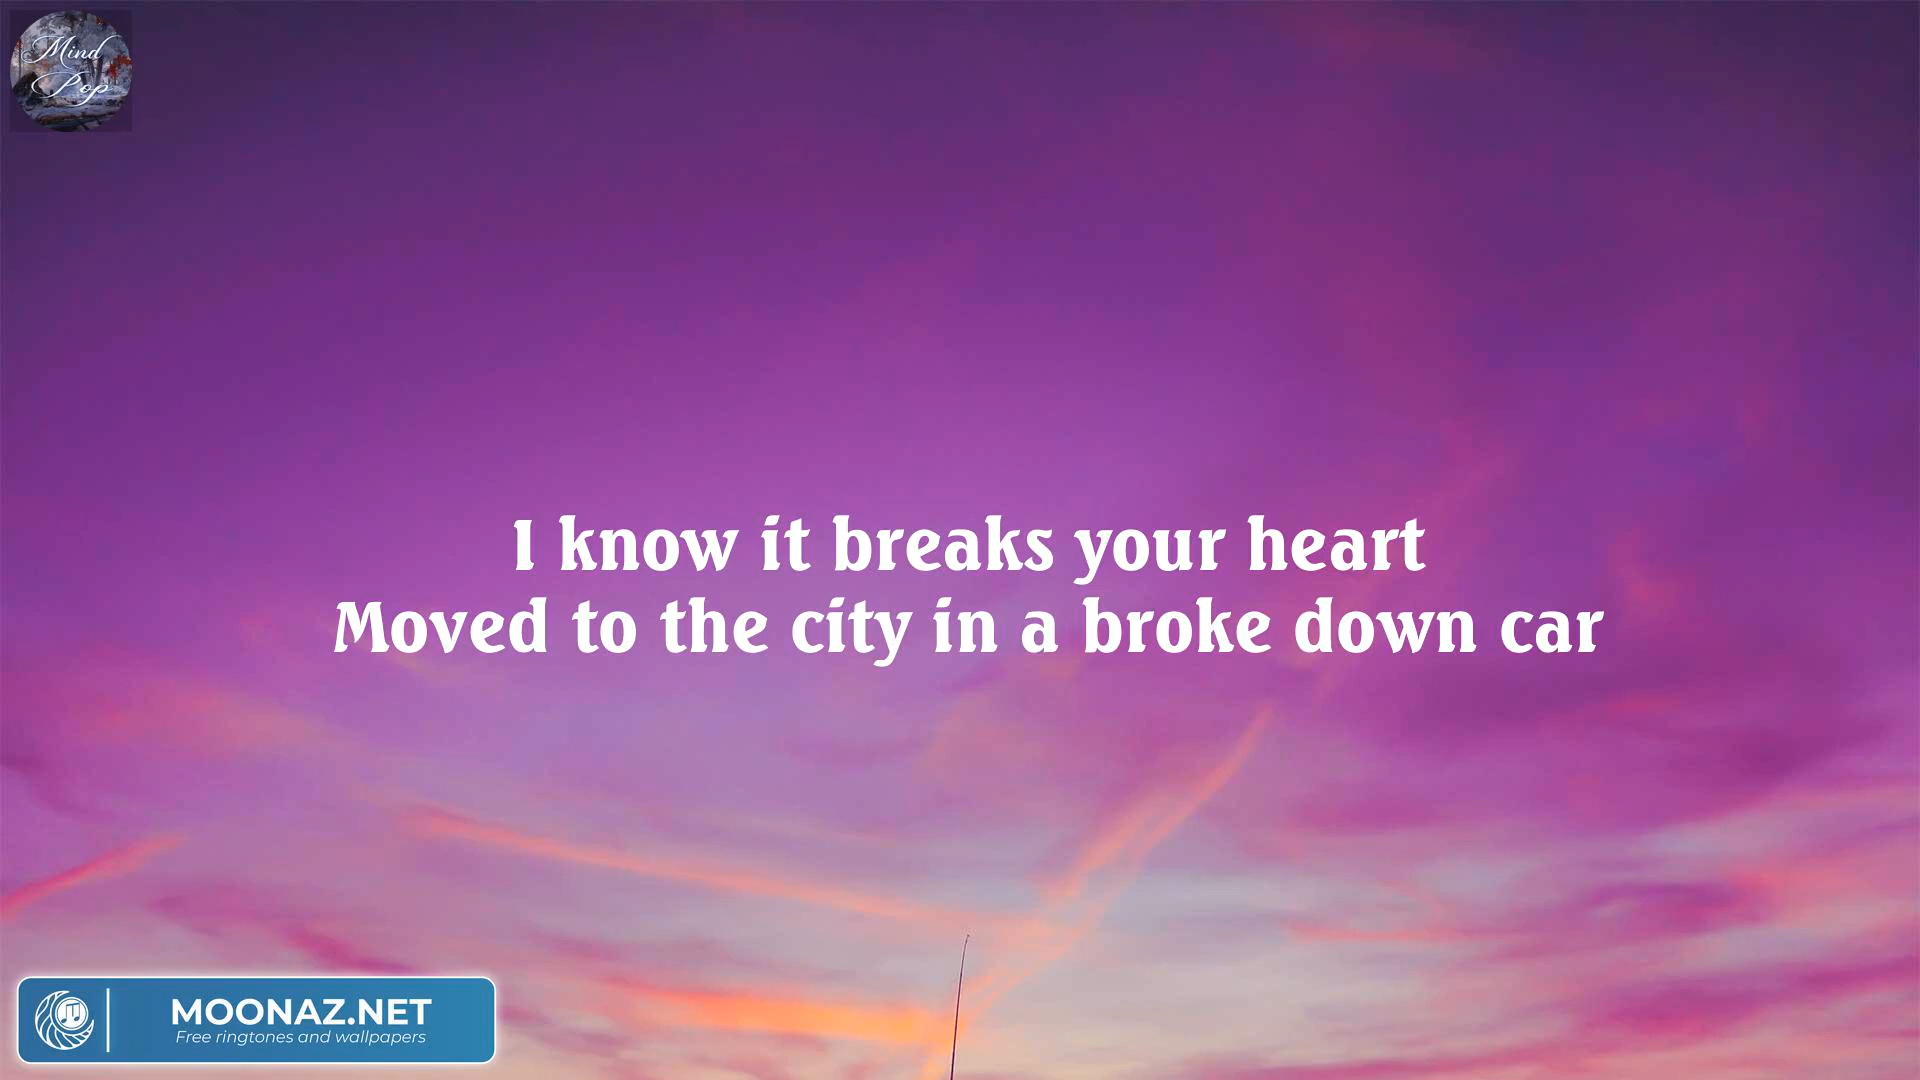 Mind
Pop
I know it breaks your heart
Moved to the city in a broke down car
MOONAZ.NET
Free ringtones and wallpapers